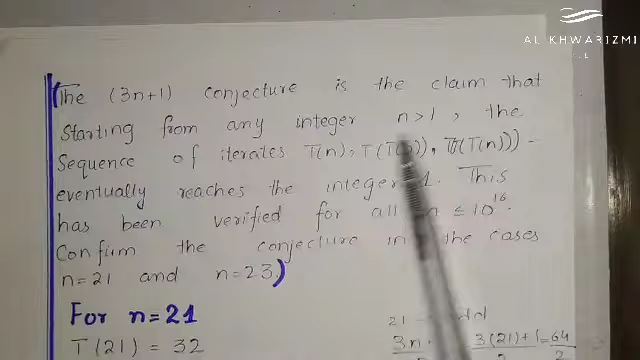 AL KHWARIZMI
(The (3n+1) conjecture is the claim that
Starting from any integer n>1, the
Sequence of iterates T(n), T(T(n)), T(T(n))) -
eventually reaches the integer 1. This
has been verified for all n ≤ 10^16.
Confirm the conjecture in the cases
n=21 and n=23.)
For n=21
T(21) = 32
21 - odd
3n 3(21)+1 = 64
2 2